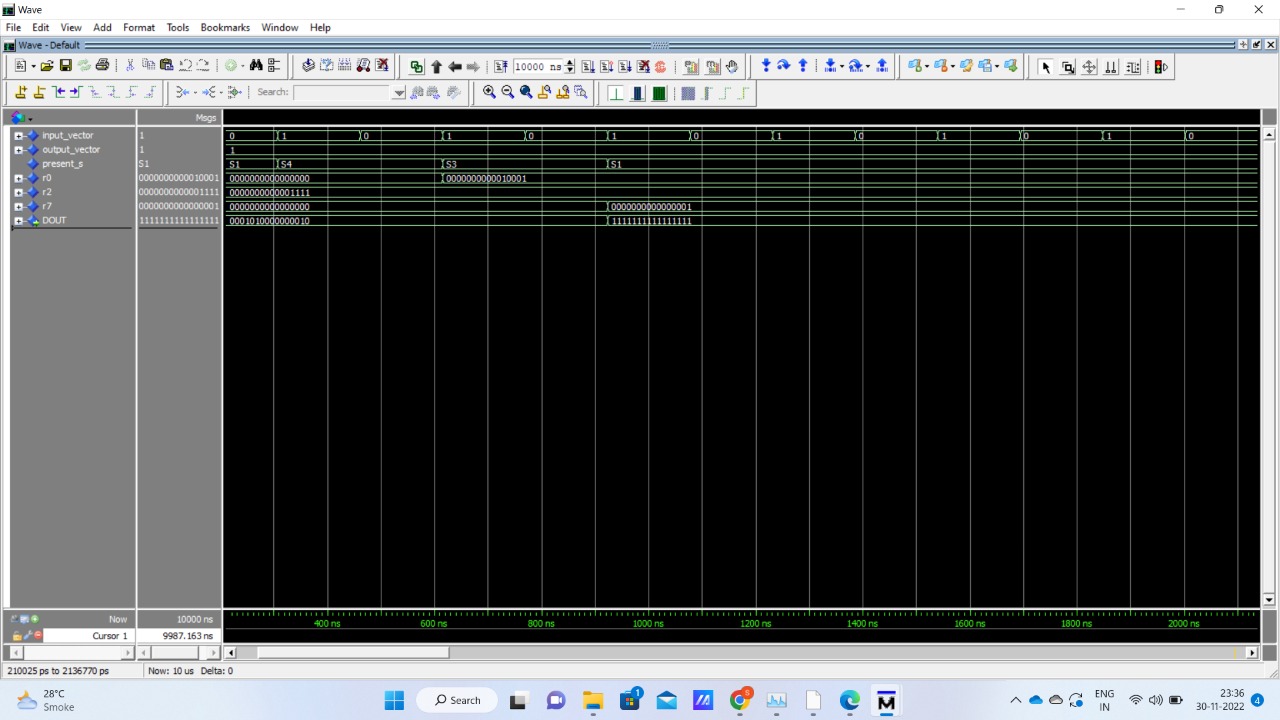 Wave
File Edit View Add Format Tools Bookmarks Window Help
Wave - Default
10000 ns
Search:
Msgs
input_vector 1 0 1 0 1 0 1 0 1 0 1 0 1 0
output_vector 1 1
present_s S1 S1 S4 S3 S1
r0 0000000000010001 0000000000000000 0000000000010001
r2 0000000000001111 0000000000001111
r7 0000000000000001 0000000000000000 0000000000000001
DOUT 1111111111111111 0001010000000010 1111111111111111
Now 10000 ns
400 ns 600 ns 800 ns 1000 ns 1200 ns 1400 ns 1600 ns 1800 ns 2000 ns
Cursor 1 9987.163 ns
210025 ps to 2136770 ps Now: 10 us Delta: 0
28°C
Smoke
Search
1
S
M
ENG
IN
23:36
30-11-2022
4